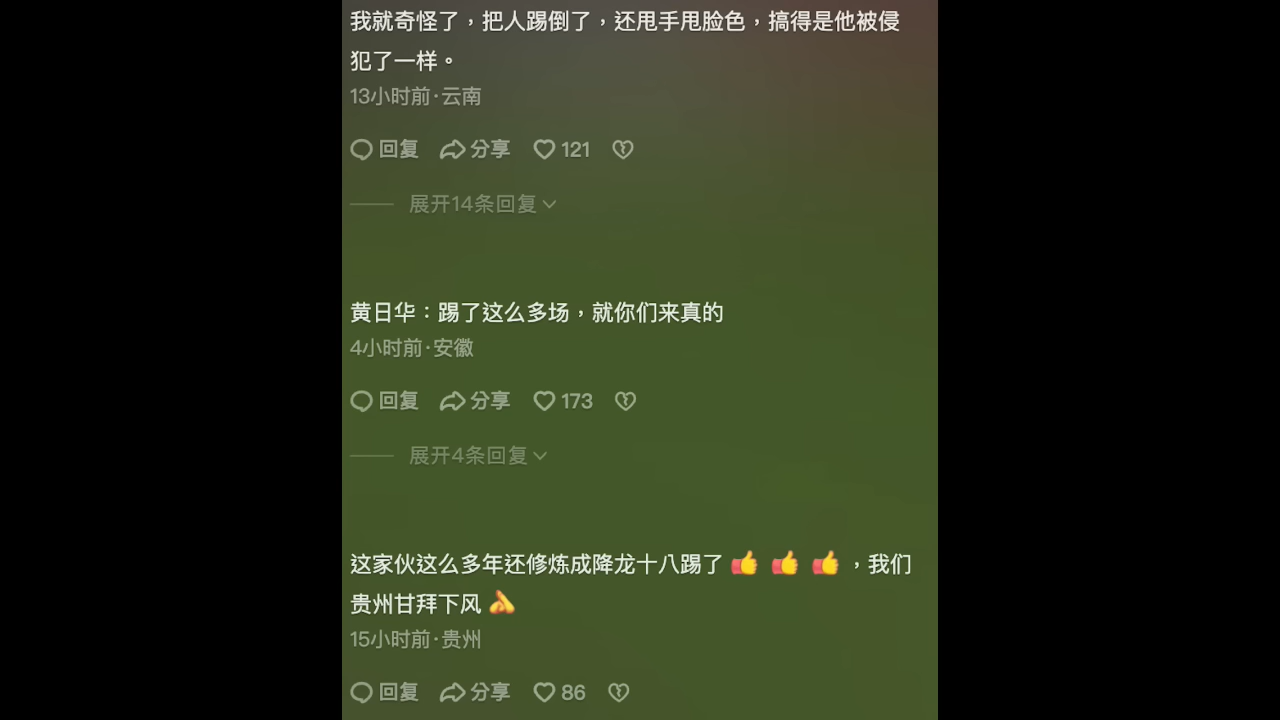 我就奇怪了，把人踢倒了，还甩手甩脸色，搞得是他被侵
犯了一样。
13小时前·云南
回复 分享 121
展开14条回复
黄日华：踢了这么多场，就你们来真的
4小时前·安徽
回复 分享 173
展开4条回复
这家伙这么多年还修炼成降龙十八踢了 👍 👍 👍 ，我们
贵州甘拜下风 🙏
15小时前·贵州
回复 分享 86